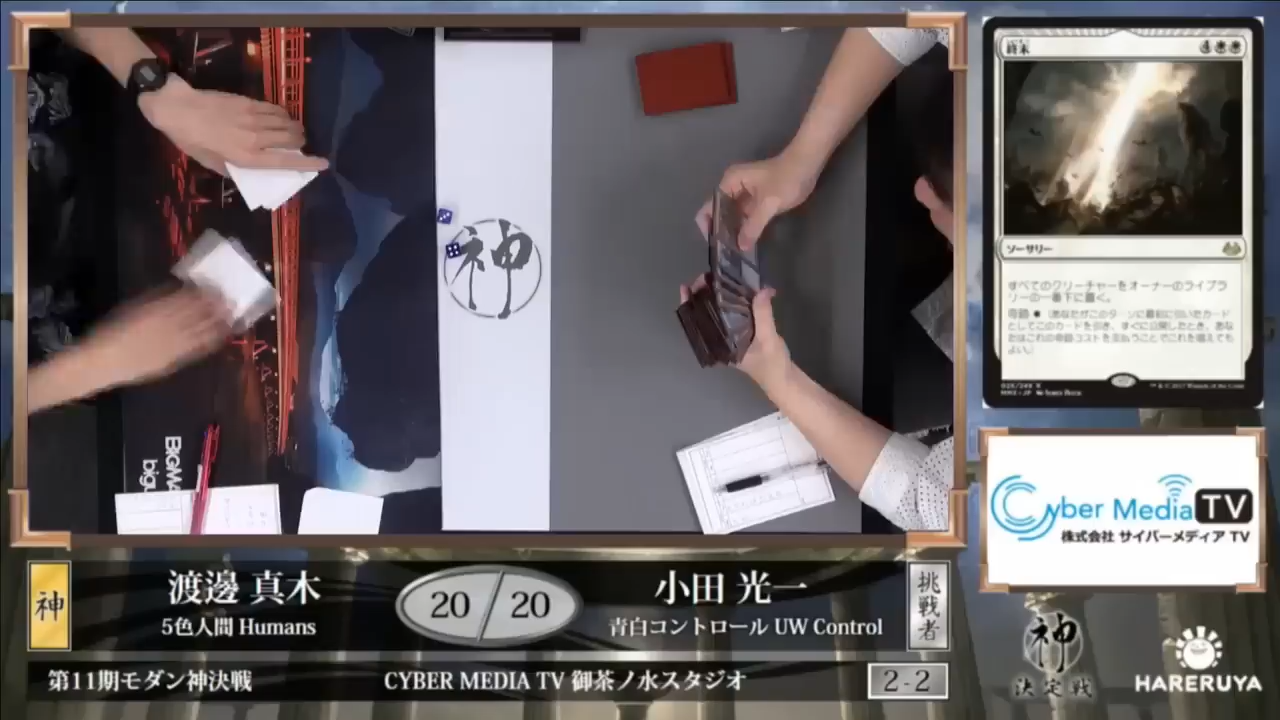 終末
ソーサリー
すべてのクリーチャーをオーナーのライブラ
リーの一番下に置く。
神
BIGMA
big
Cyber Media TV
株式会社 サイバーメディア TV
神
渡邊 真木
5色人間 Humans
20 / 20
小田 光一
青白コントロール UW Control
挑戦者
第11期モダン神決戦
CYBER MEDIA TV 御茶ノ水スタジオ
2-2
神
決定戦
HARERUYA